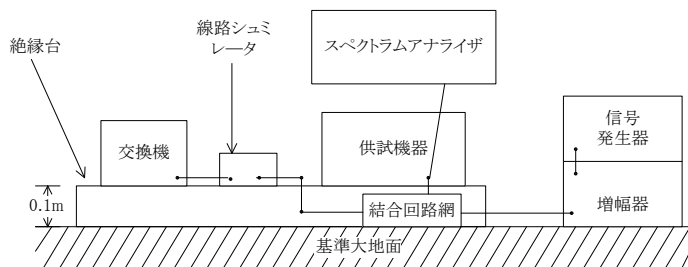 絶縁台
線路シュミ
レータ
スペクトラムアナライザ
交換機
供試機器
信号
発生器
0.1m
結合回路網
増幅器
基準大地面